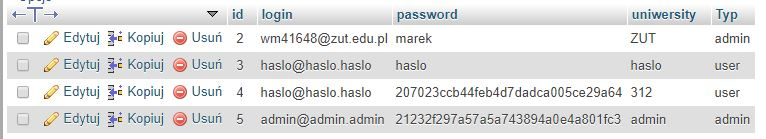 Opcje
←T→ id login password uniwersity Typ
Edytuj Kopiuj Usuń 2 wm41648@zut.edu.pl marek ZUT admin
Edytuj Kopiuj Usuń 3 haslo@haslo.haslo haslo haslo user
Edytuj Kopiuj Usuń 4 haslo@haslo.haslo 207023ccb44feb4d7dadca005ce29a64 312 user
Edytuj Kopiuj Usuń 5 admin@admin.admin 21232f297a57a5a743894a0e4a801fc3 admin admin